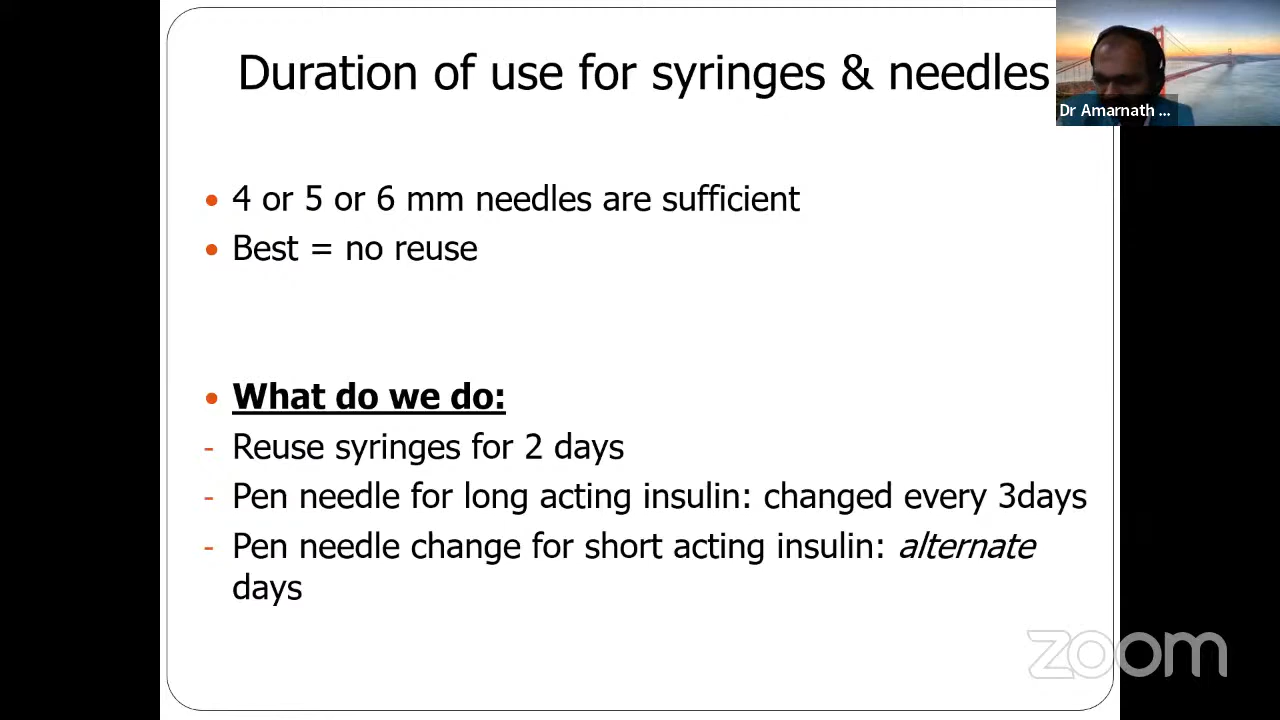 Duration of use for syringes & needles
Dr Amarnath ...
• 4 or 5 or 6 mm needles are sufficient
• Best = no reuse
• What do we do:
- Reuse syringes for 2 days
- Pen needle for long acting insulin: changed every 3days
- Pen needle change for short acting insulin: alternate
days
zoom